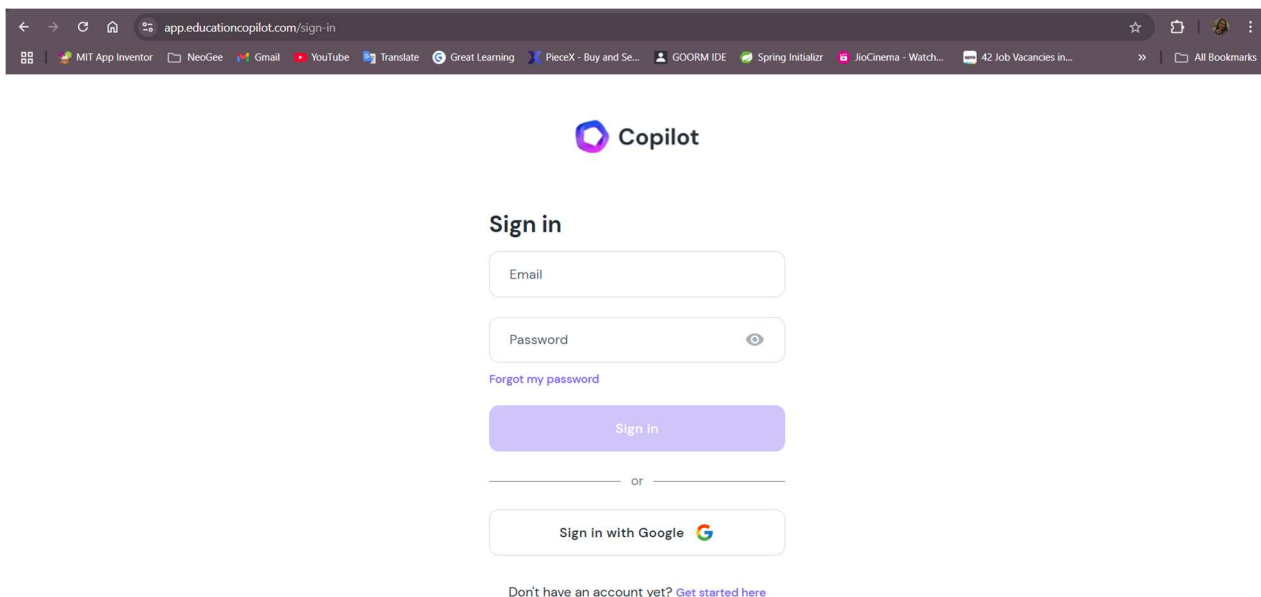 app.educationcopilot.com/sign-in
MIT App Inventor NeoGee Gmail YouTube Translate Great Learning PieceX - Buy and Se... GOORM IDE Spring Initializr JioCinema - Watch... 42 Job Vacancies in... » All Bookmarks
Copilot
Sign in
Email
Password
Forgot my password
Sign in
or
Sign in with Google
Don't have an account yet? Get started here